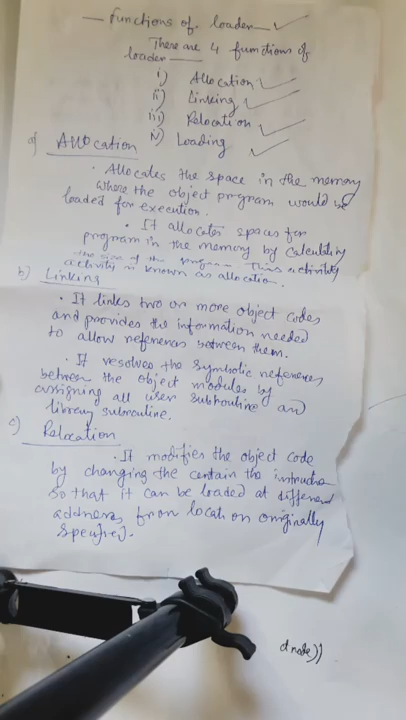 — functions of loader —
There are 4 functions of
loader —
i) Allocation
ii) Linking
iii) Relocation
iv) Loading
a) Allocation
• Allocates the space in the memory
where the object program would be
loaded for execution.
• It allocates spaces for
program in the memory by calculating
the size of the program. This activity
activity is known as allocation.
b) Linking
• It links two or more object codes
and provides the information needed
to allow references between them.
• It resolves the symbolic references
between the object modules by
assigning all user subroutine and
library subroutine.
c) Relocation
• It modifies the object code
by changing the certain the
so that it can be loaded at different
address, from location originally
specified.
d node))